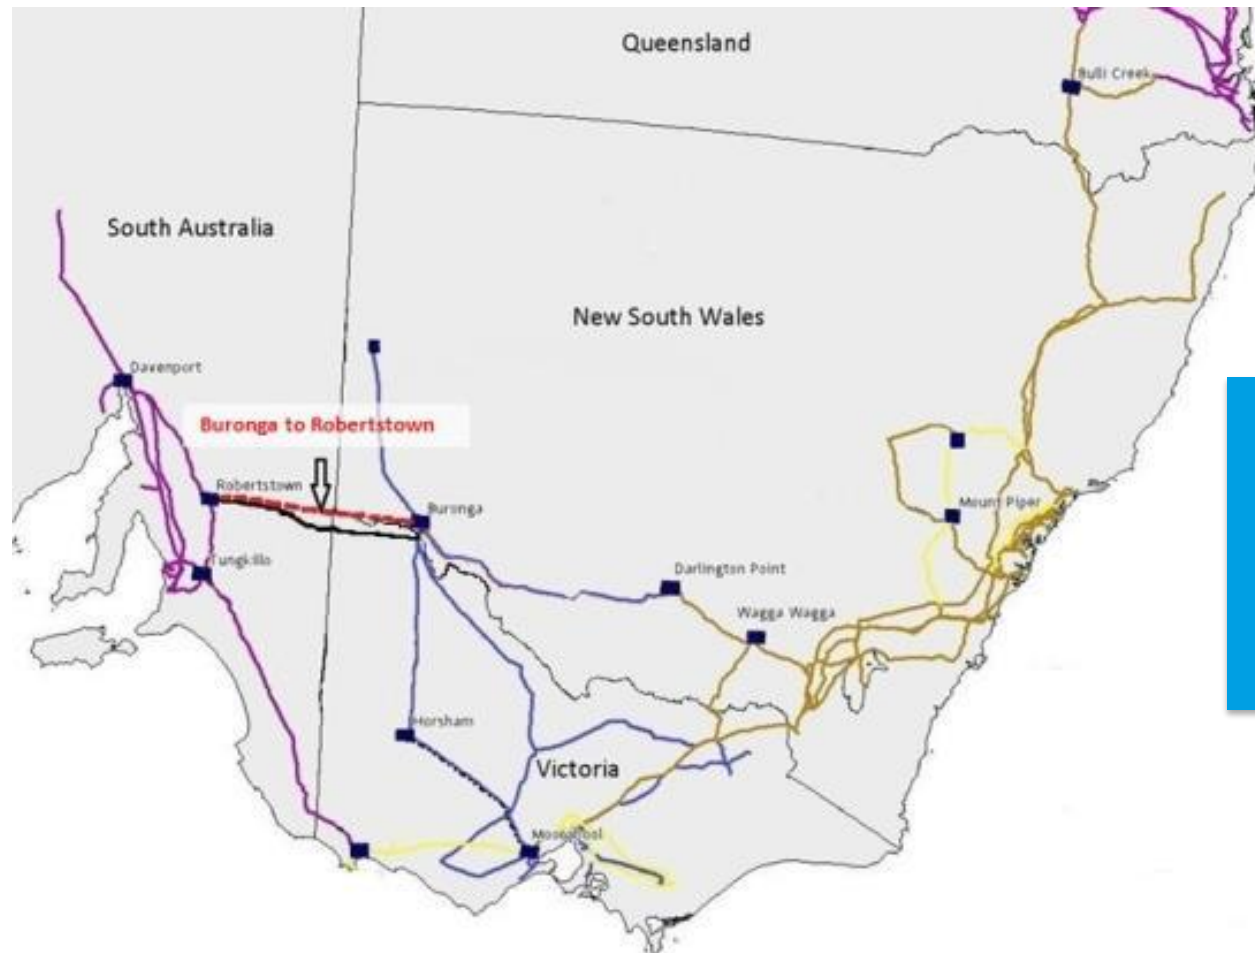 Queensland
Bulli Creek
South Australia
New South Wales
Davenport
Buronga to Robertstown
Robertstown
Buronga
Mount Piper
Tungkillo
Darlington Point
Wagga Wagga
Horsham
Victoria
Moorabool